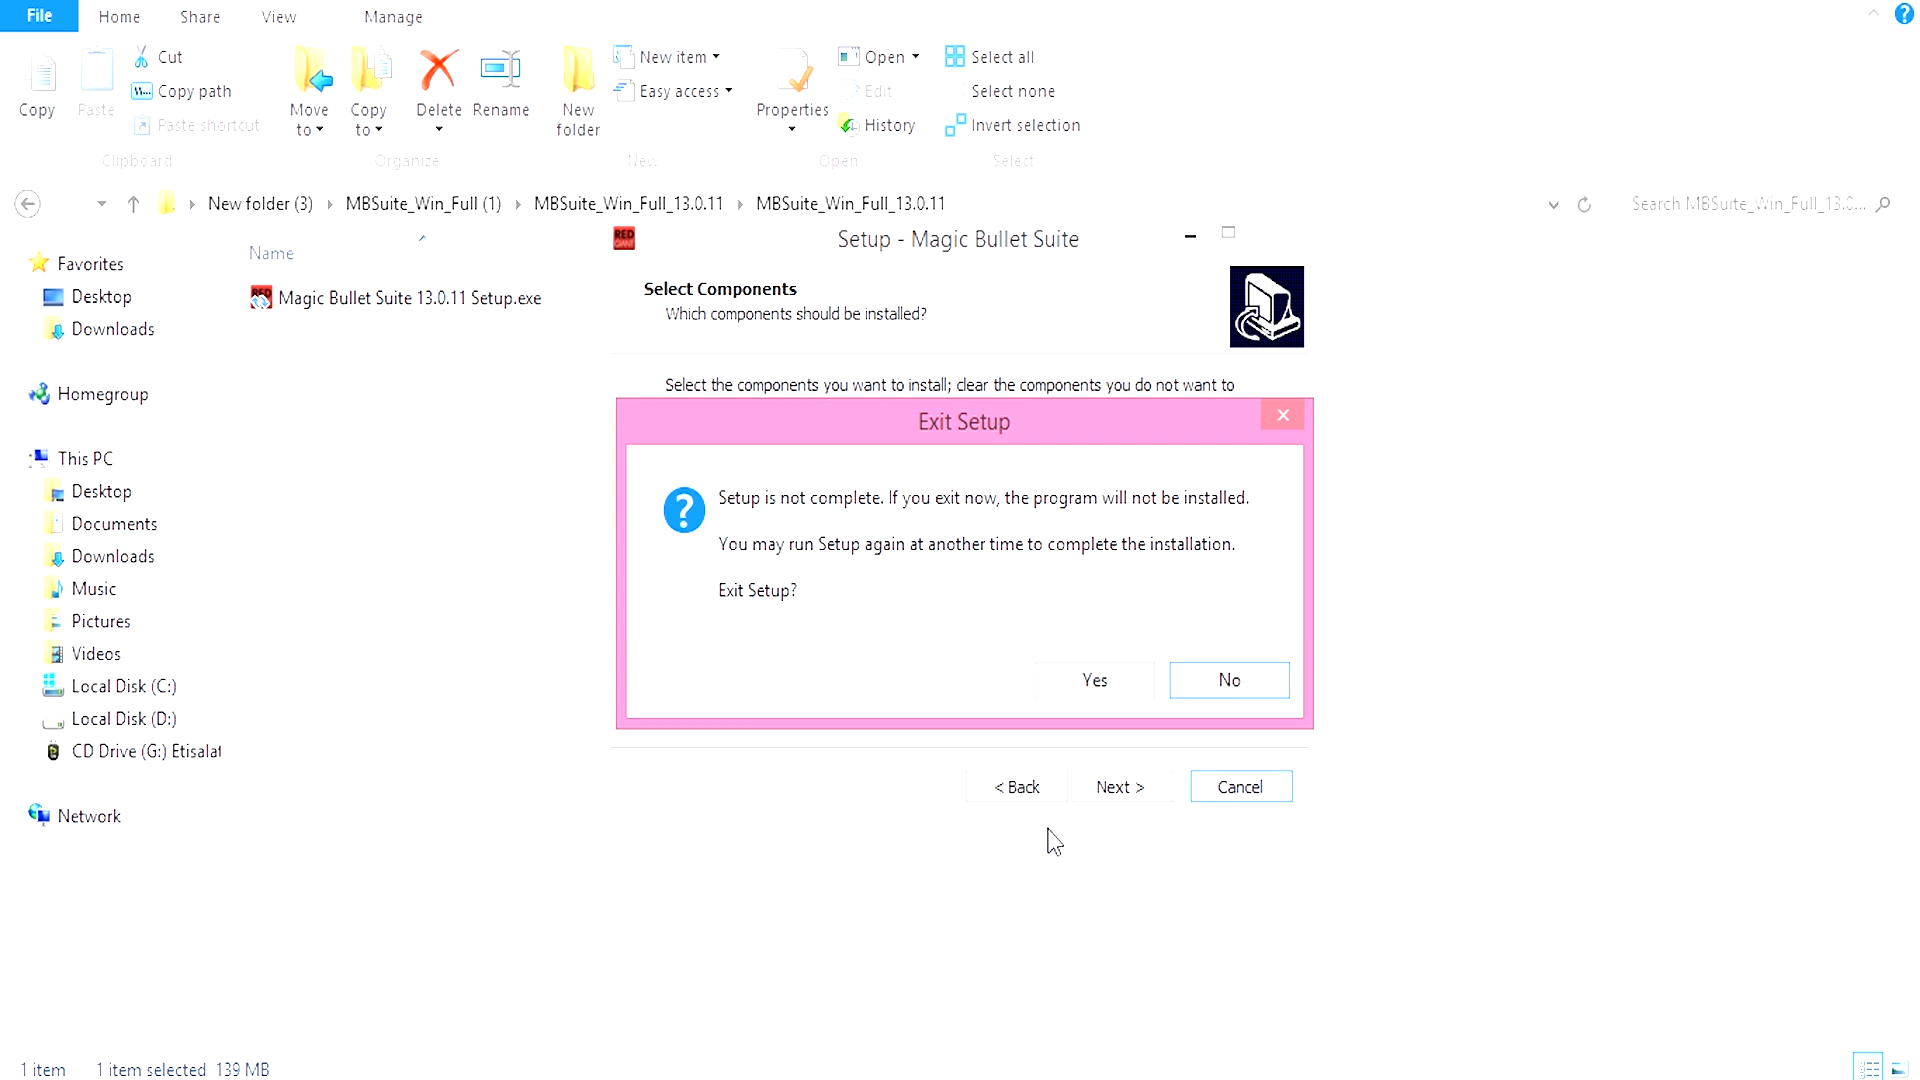 File Home Share View Manage
Copy
Paste
Cut
Copy path
Paste shortcut
Move to
Copy to
Delete
Rename
New folder
New item
Easy access
Properties
Open
Edit
History
Select all
Select none
Invert selection
Clipboard Organize New Open Select
New folder (3) MBSuite_Win_Full (1) MBSuite_Win_Full_13.0.11 MBSuite_Win_Full_13.0.11
Search MBSuite_Win_Full_13.0...
Favorites
Desktop
Downloads
Homegroup
This PC
Desktop
Documents
Downloads
Music
Pictures
Videos
Local Disk (C:)
Local Disk (D:)
CD Drive (G:) Etisalat
Network
Name
Magic Bullet Suite 13.0.11 Setup.exe
RED GIANT
Setup - Magic Bullet Suite
Select Components
Which components should be installed?
Select the components you want to install; clear the components you do not want to
Exit Setup
Setup is not complete. If you exit now, the program will not be installed.
You may run Setup again at another time to complete the installation.
Exit Setup?
Yes No
< Back Next > Cancel
1 item 1 item selected 139 MB